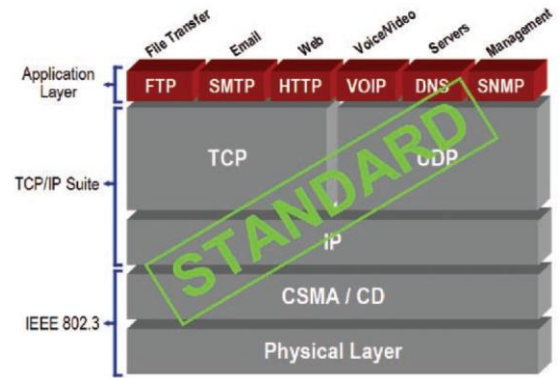 File Transfer Email Web Voice/Video Servers Management
Application Layer
FTP SMTP HTTP VOIP DNS SNMP
TCP/IP Suite
TCP UDP
IP
STANDARD
IEEE 802.3
CSMA / CD
Physical Layer